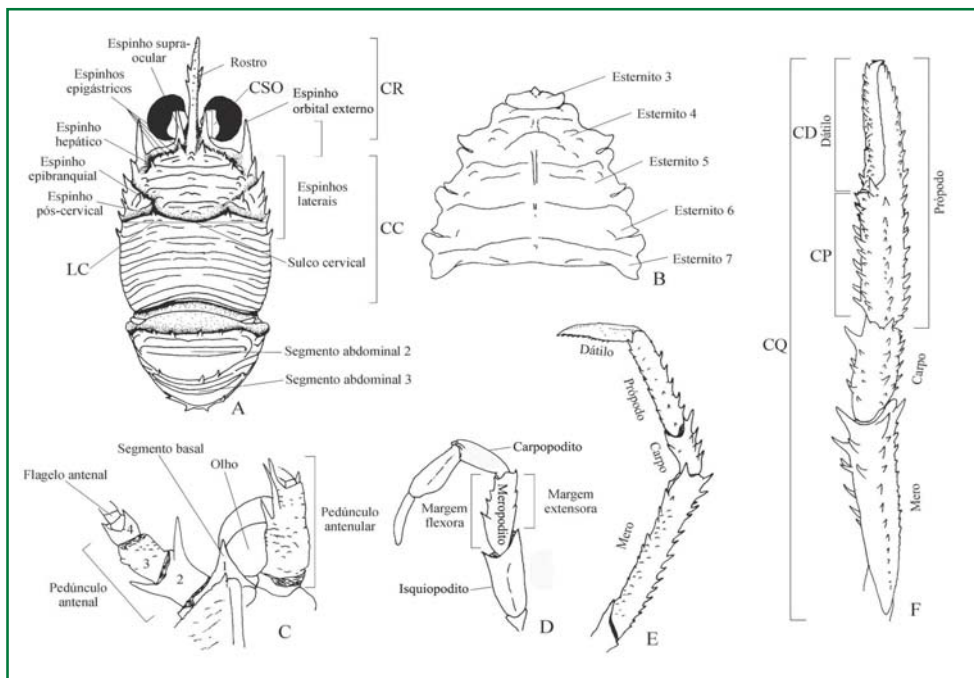 Espinho supra-
ocular
Rostro
Espinhos
epigástricos
CSO
Espinho
orbital externo
CR
Espinho
hepático
Espinho
epibranquial
Espinho
pós-cervical
Espinhos
laterais
CC
LC
Sulco cervical
Segmento abdominal 2
Segmento abdominal 3
A
Esternito 3
Esternito 4
Esternito 5
Esternito 6
Esternito 7
B
Segmento basal
Olho
Flagelo antenal
4
3
2
Pedúnculo
antenal
Pedúnculo
antenular
C
Carpopodito
Margem
flexora
Meropodito
Margem
extensora
Isquiopodito
D
Dátilo
Própodo
Carpo
Mero
E
CD
Dátilo
Própodo
CP
CQ
Carpo
Mero
F